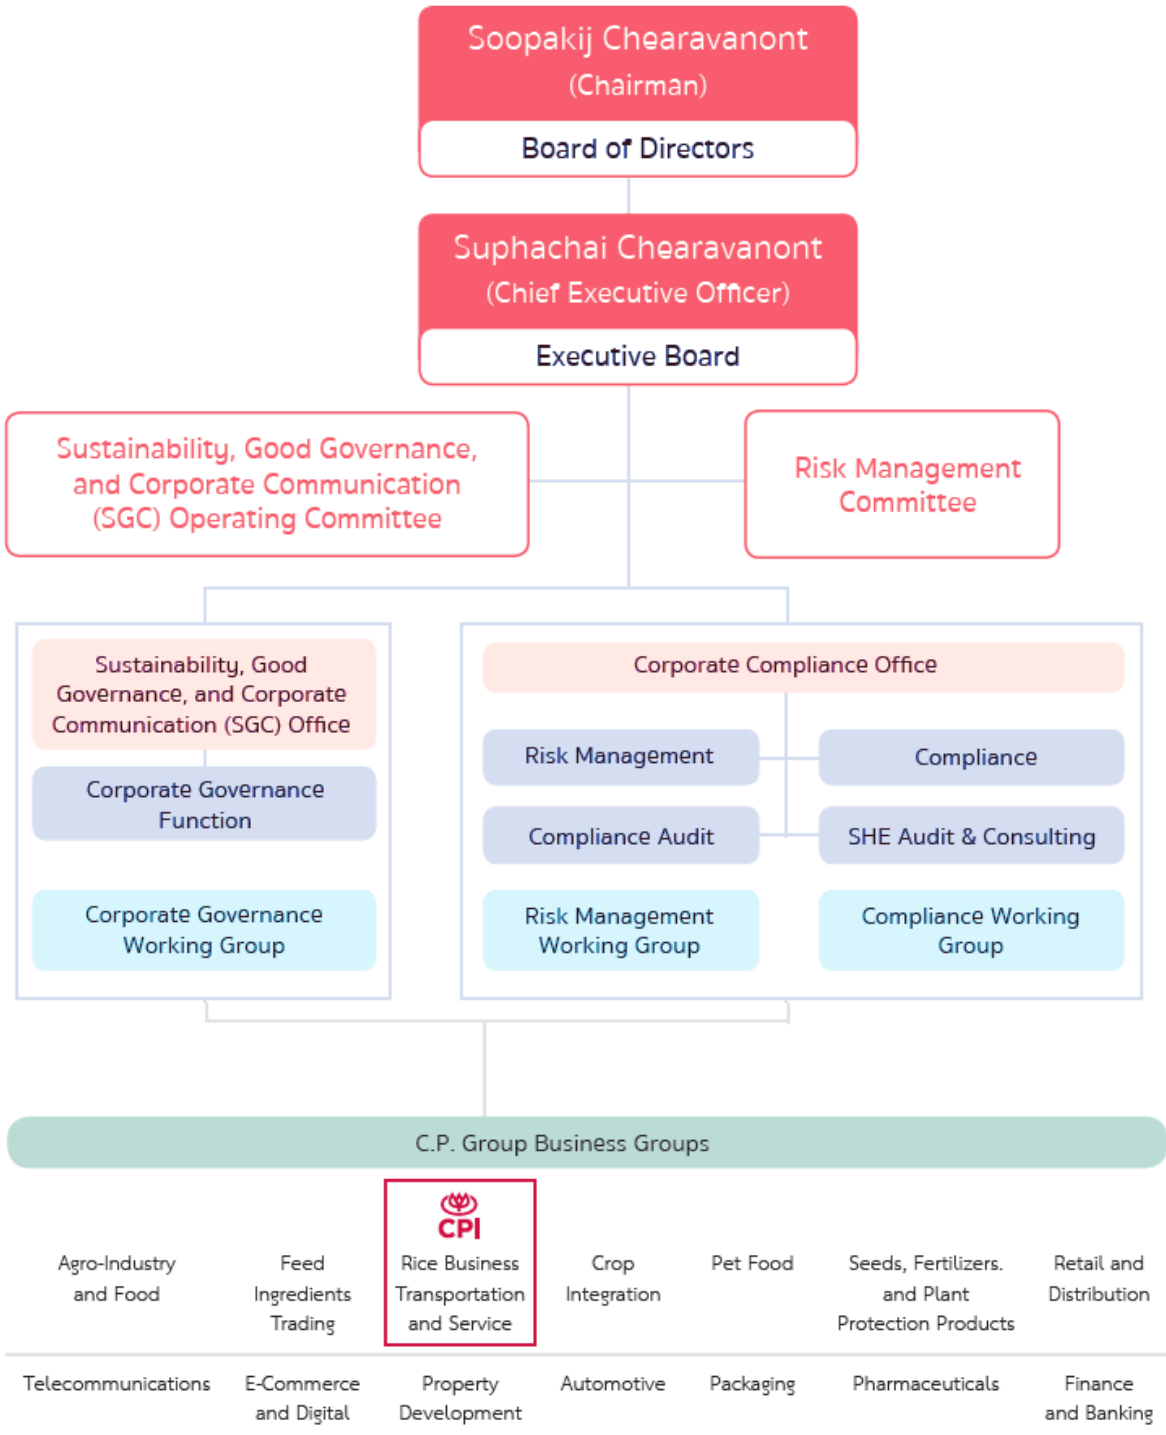 Soopakij Chearavanont
(Chairman)
Board of Directors
Suphachai Chearavanont
(Chief Executive Officer)
Executive Board
Sustainability, Good Governance,
and Corporate Communication
(SGC) Operating Committee
Risk Management
Committee
Sustainability, Good
Governance, and Corporate
Communication (SGC) Office
Corporate Governance
Function
Corporate Governance
Working Group
Corporate Compliance Office
Risk Management
Compliance
Compliance Audit
SHE Audit & Consulting
Risk Management
Working Group
Compliance Working
Group
C.P. Group Business Groups
Agro-Industry
and Food
Feed
Ingredients
Trading
CPI
Rice Business
Transportation
and Service
Crop
Integration
Pet Food
Seeds, Fertilizers.
and Plant
Protection Products
Retail and
Distribution
Telecommunications
E-Commerce
and Digital
Property
Development
Automotive
Packaging
Pharmaceuticals
Finance
and Banking